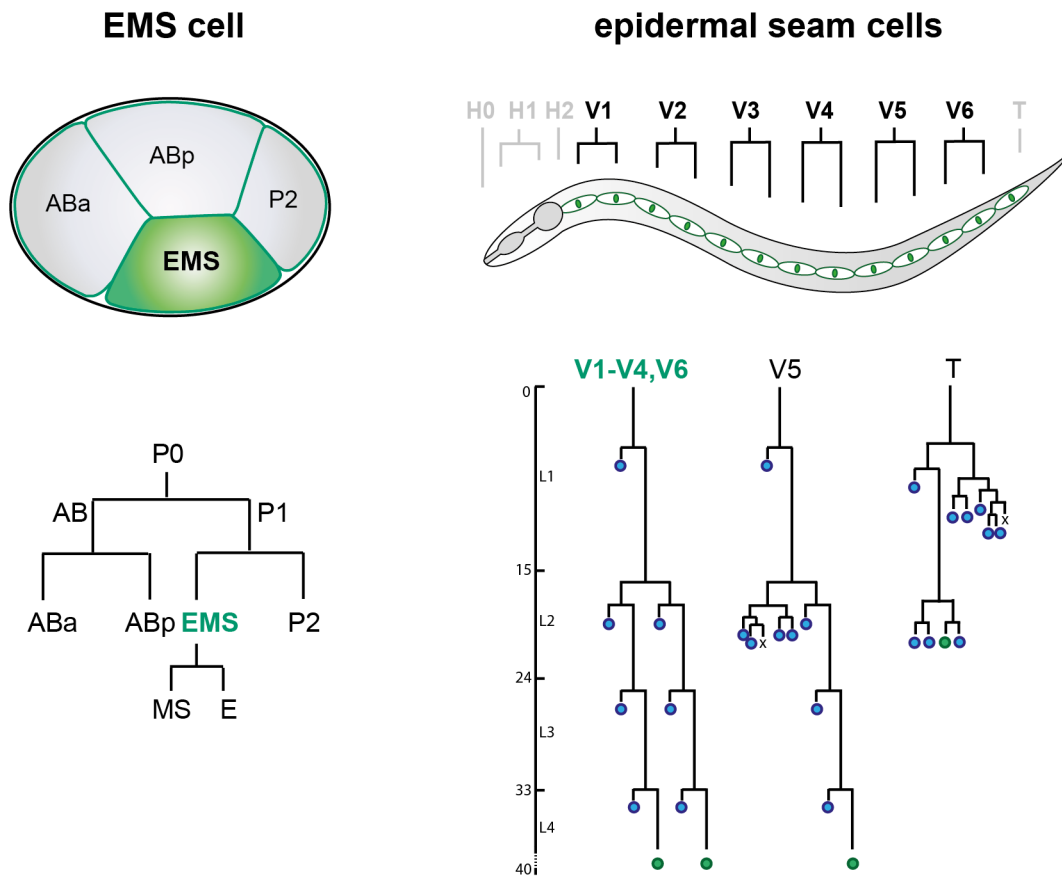 EMS cell
ABa
ABp
P2
EMS
P0
AB
P1
ABa
ABp
EMS
P2
MS
E
epidermal seam cells
H0 H1 H2 V1 V2 V3 V4 V5 V6 T
V1-V4,V6
V5
T
0
L1
15
L2
24
L3
33
L4
40
x
x